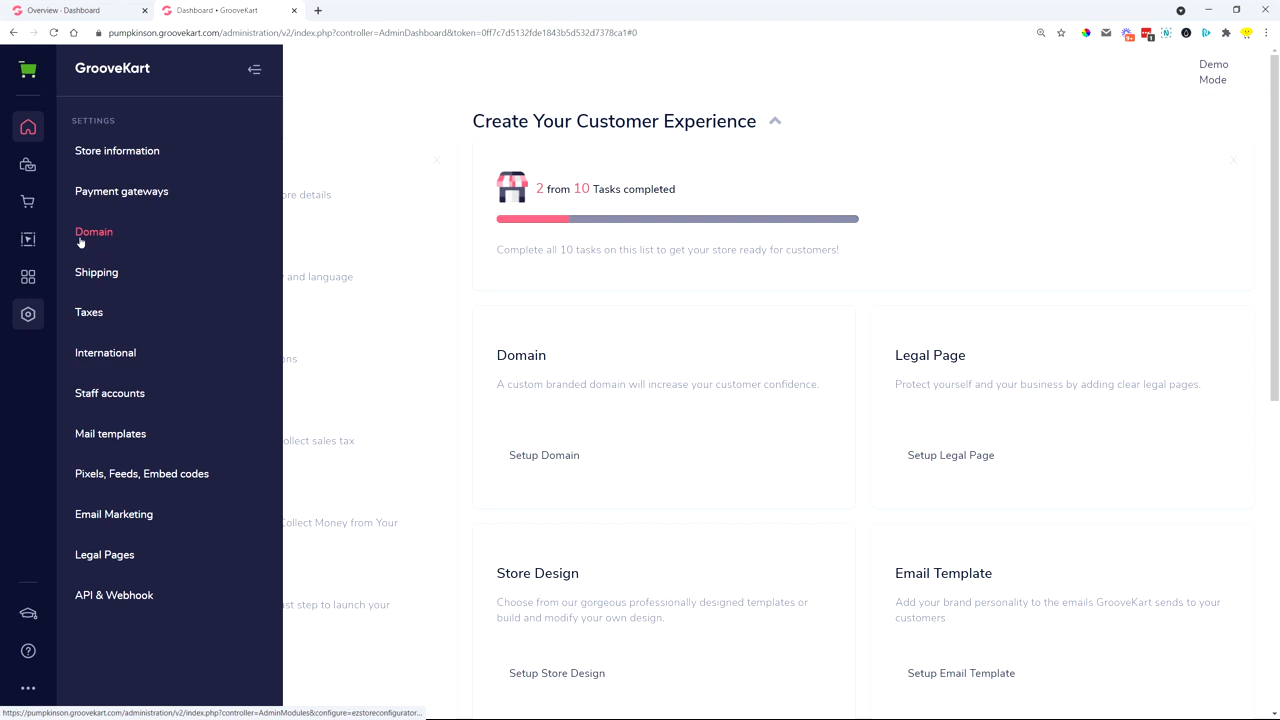 Overview - Dashboard
Dashboard • GrooveKart
pumpkinson.groovekart.com/administration/v2/index.php?controller=AdminDashboard&token=0ff7c7d5132fde1843b5d532d7378ca1#0
GrooveKart
SETTINGS
Store information
Payment gateways
Domain
Shipping
Taxes
International
Staff accounts
Mail templates
Pixels, Feeds, Embed codes
Email Marketing
Legal Pages
API & Webhook
Demo
Mode
Create Your Customer Experience
ore details
and language
ons
ollect sales tax
Collect Money from Your
ust step to launch your
2 from 10 Tasks completed
Complete all 10 tasks on this list to get your store ready for customers!
Domain
A custom branded domain will increase your customer confidence.
Setup Domain
Legal Page
Protect yourself and your business by adding clear legal pages.
Setup Legal Page
Store Design
Choose from our gorgeous professionally designed templates or
build and modify your own design.
Setup Store Design
Email Template
Add your brand personality to the emails GrooveKart sends to your
customers
Setup Email Template
https://pumpkinson.groovekart.com/administration/v2/index.php?controller=AdminModules&configure=ezstoreconfigurator...